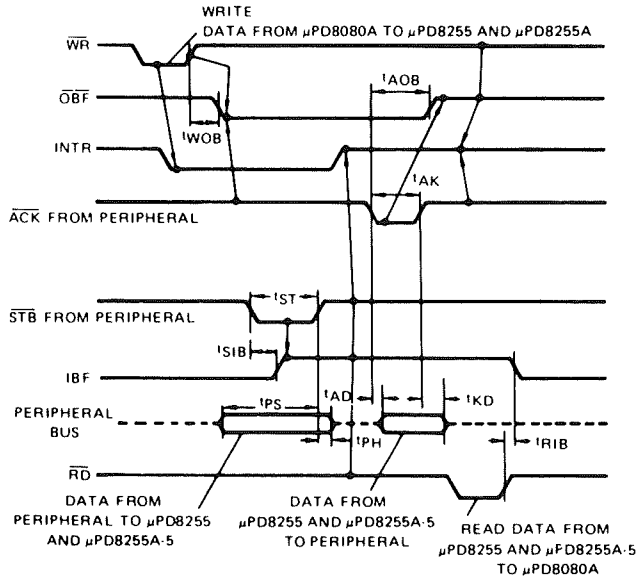 WRITE
DATA FROM μPD8080A TO μPD8255 AND μPD8255A
WR
tAOB
OBF
tWOB
INTR
tAK
ACK FROM PERIPHERAL
tST
STB FROM PERIPHERAL
tSIB
IBF
tAD
tKD
tPS
PERIPHERAL
BUS
tPH
tRIB
RD
DATA FROM
PERIPHERAL TO μPD8255
AND μPD8255A-5
DATA FROM
μPD8255 AND μPD8255A-5
TO PERIPHERAL
READ DATA FROM
μPD8255 AND μPD8255A-5
TO μPD8080A